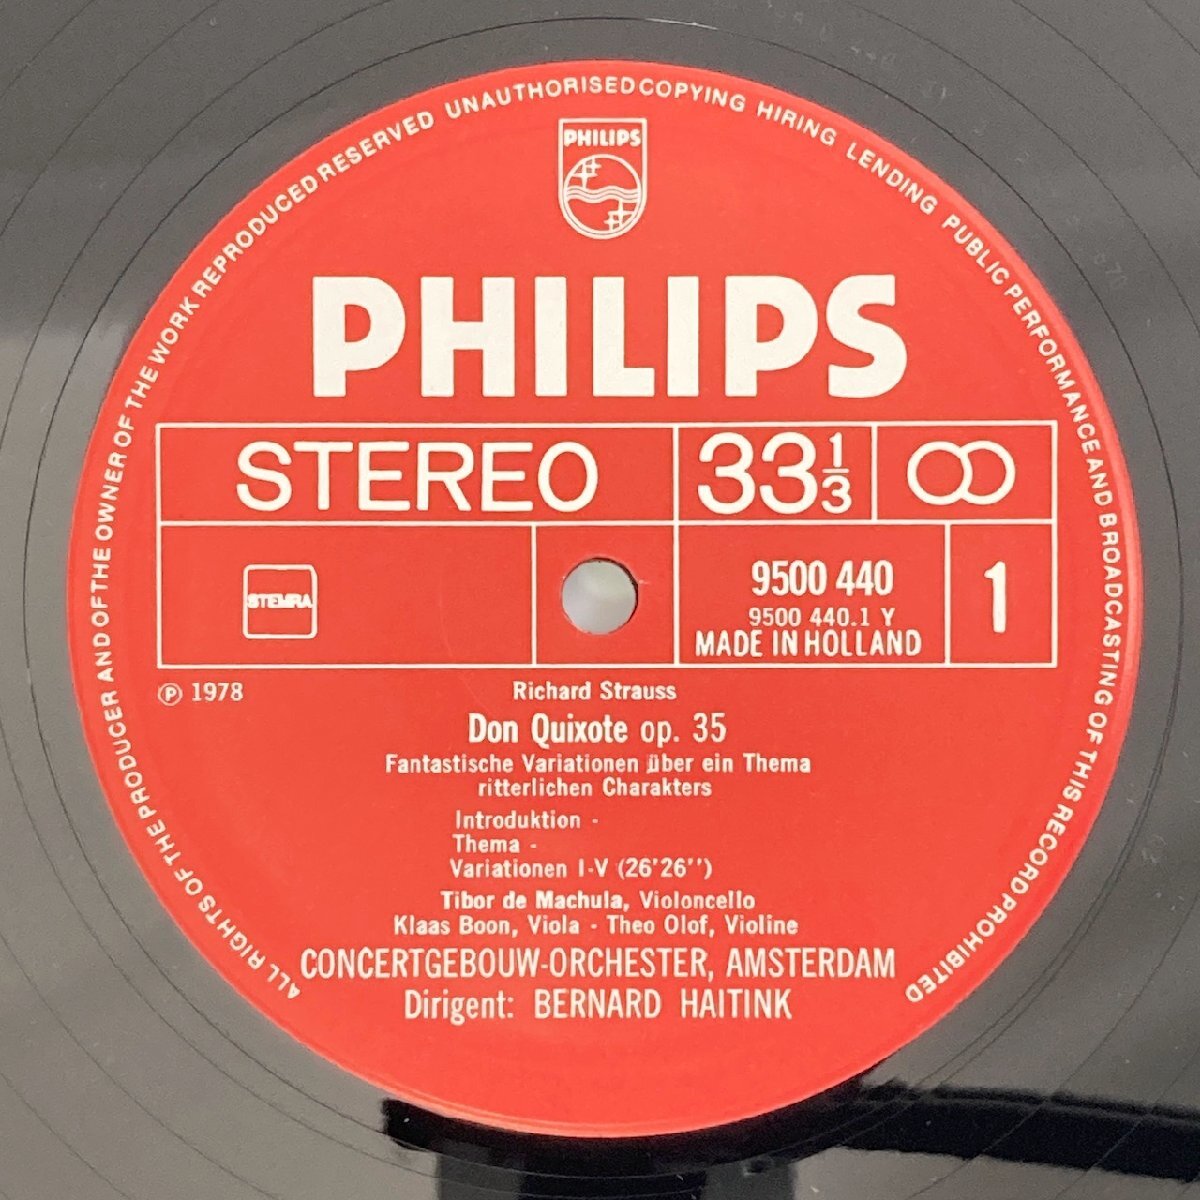 ALL RIGHTS OF THE PRODUCER AND OF THE OWNER OF THE WORK REPRODUCED RESERVED UNAUTHORISED COPYING HIRING LENDING PUBLIC PERFORMANCE AND BROADCASTING OF THIS RECORD PROHIBITED
PHILIPS
PHILIPS
STEREO 33 1/3
STEMRA
9500 440
9500 440.1 Y
MADE IN HOLLAND
1
℗ 1978
Richard Strauss
Don Quixote op. 35
Fantastische Variationen über ein Thema
ritterlichen Charakters
Introduktion -
Thema -
Variationen I-V (26'26'')
Tibor de Machula, Violoncello
Klaas Boon, Viola - Theo Olof, Violine
CONCERTGEBOUW-ORCHESTER, AMSTERDAM
Dirigent: BERNARD HAITINK